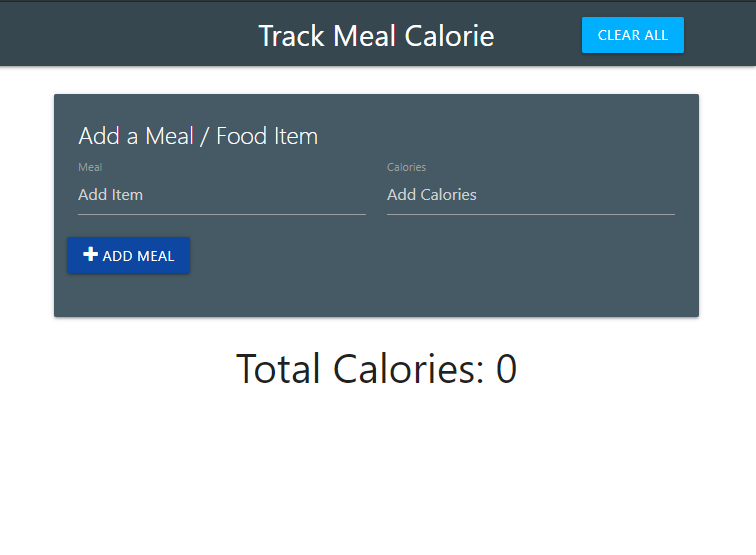 Track Meal Calorie
CLEAR ALL
Add a Meal / Food Item
Meal
Calories
Add Item
Add Calories
ADD MEAL
Total Calories: 0